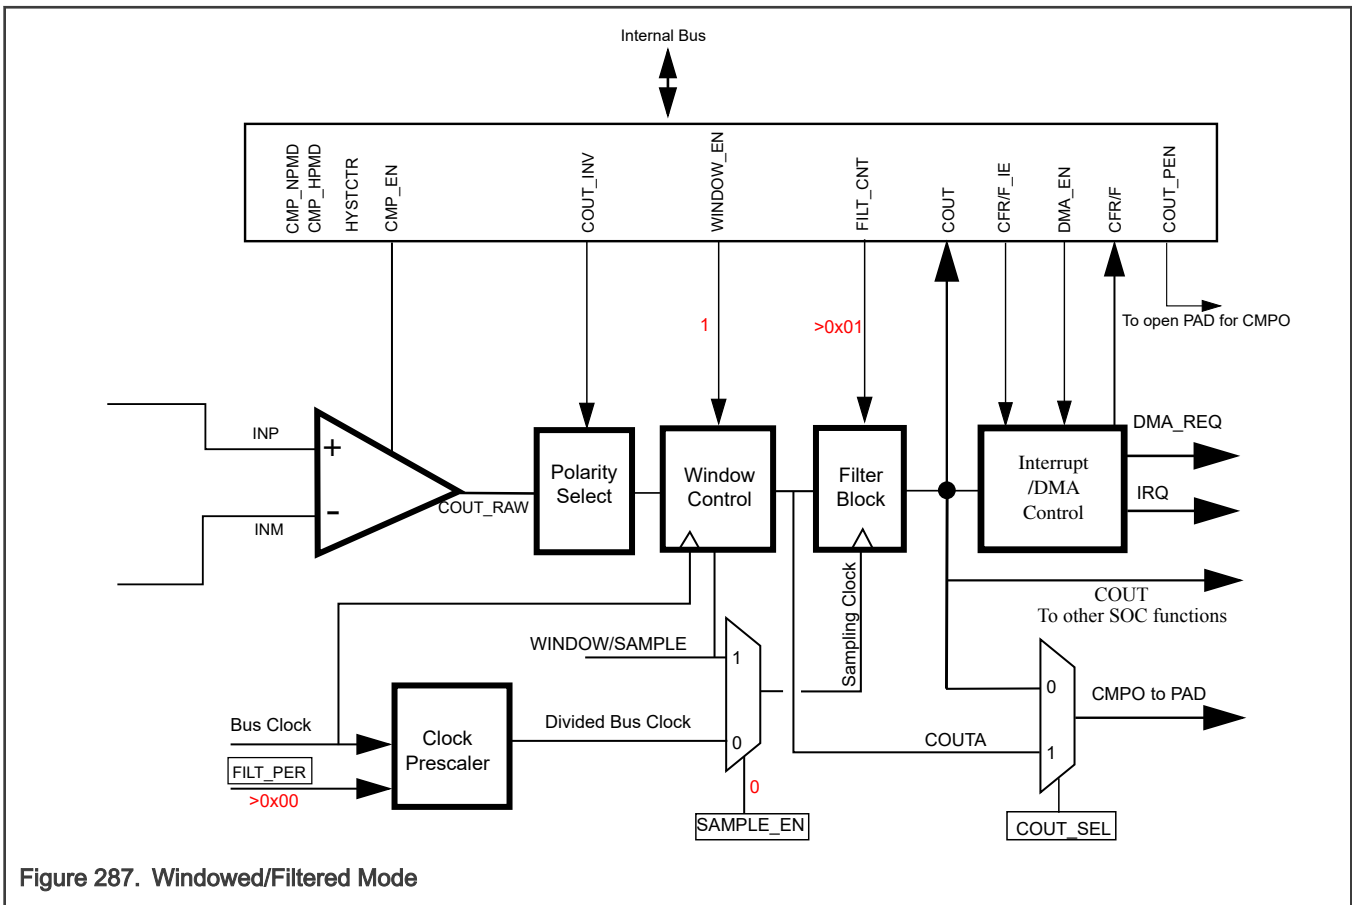 Internal Bus
CMP_NPMD
CMP_HPMD
HYSTCTR
CMP_EN
COUT_INV
WINDOW_EN
FILT_CNT
COUT
CFR/F_IE
DMA_EN
CFR/F
COUT_PEN
1
>0x01
To open PAD for CMPO
INP
+
-
INM
COUT_RAW
Polarity
Select
Window
Control
Filter
Block
Interrupt
/DMA
Control
DMA_REQ
IRQ
COUT
To other SOC functions
Sampling Clock
WINDOW/SAMPLE
1
0
Bus Clock
FILT_PER
>0x00
Clock
Prescaler
Divided Bus Clock
0
SAMPLE_EN
COUTA
0
1
CMPO to PAD
COUT_SEL
Figure 287. Windowed/Filtered Mode